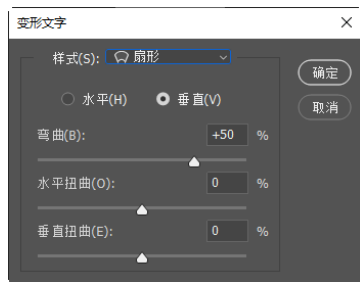 变形文字
样式(S): 扇形
确定
水平(H) 垂直(V)
取消
弯曲(B): +50 %
水平扭曲(O): 0 %
垂直扭曲(E): 0 %